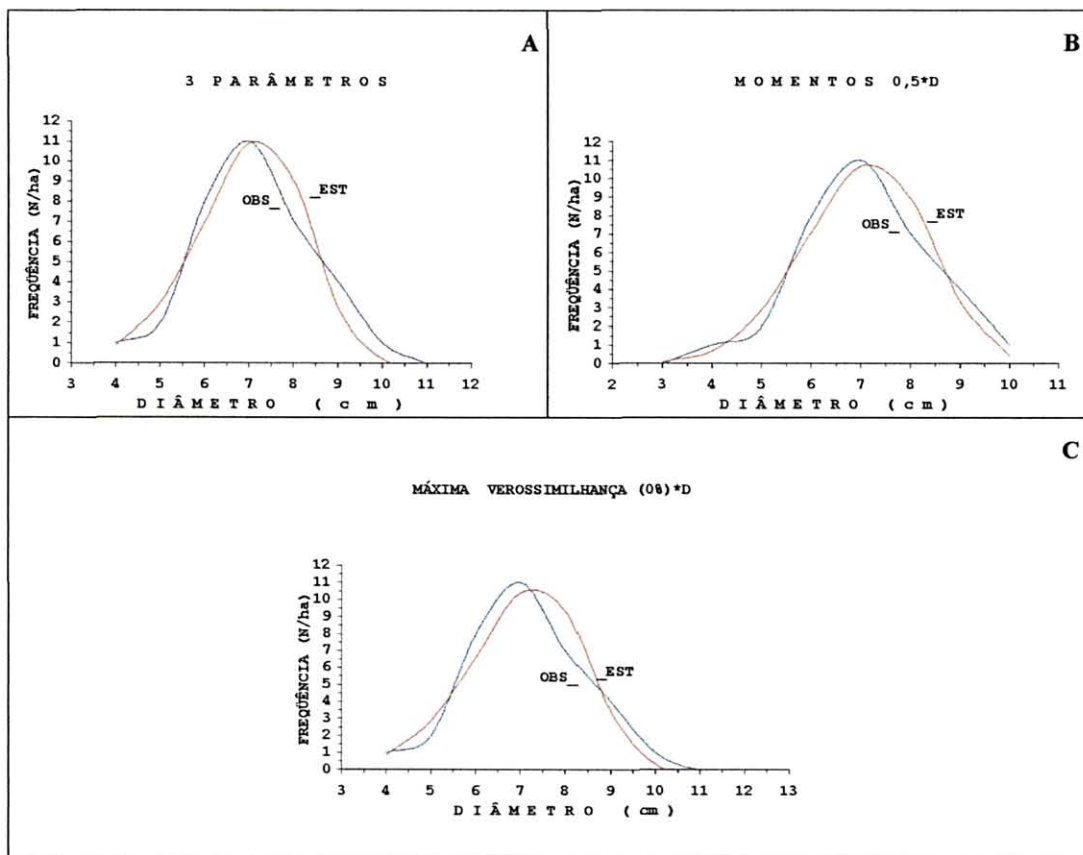 A
3 PARÂMETROS
FREQÜÊNCIA (N/ha)
12
11
10
9
8
7
6
5
4
3
2
1
0
OBS_
_EST
3 4 5 6 7 8 9 10 11 12
DIÂMETRO (cm)
B
MOMENTOS 0,5*D
FREQÜÊNCIA (N/ha)
12
11
10
9
8
7
6
5
4
3
2
1
0
OBS_
_EST
2 3 4 5 6 7 8 9 10 11
DIÂMETRO (cm)
C
MÁXIMA VEROSSIMILHANÇA (0%)*D
FREQÜÊNCIA (N/ha)
12
11
10
9
8
7
6
5
4
3
2
1
0
OBS_
_EST
3 4 5 6 7 8 9 10 11 12 13
DIÂMETRO (cm)